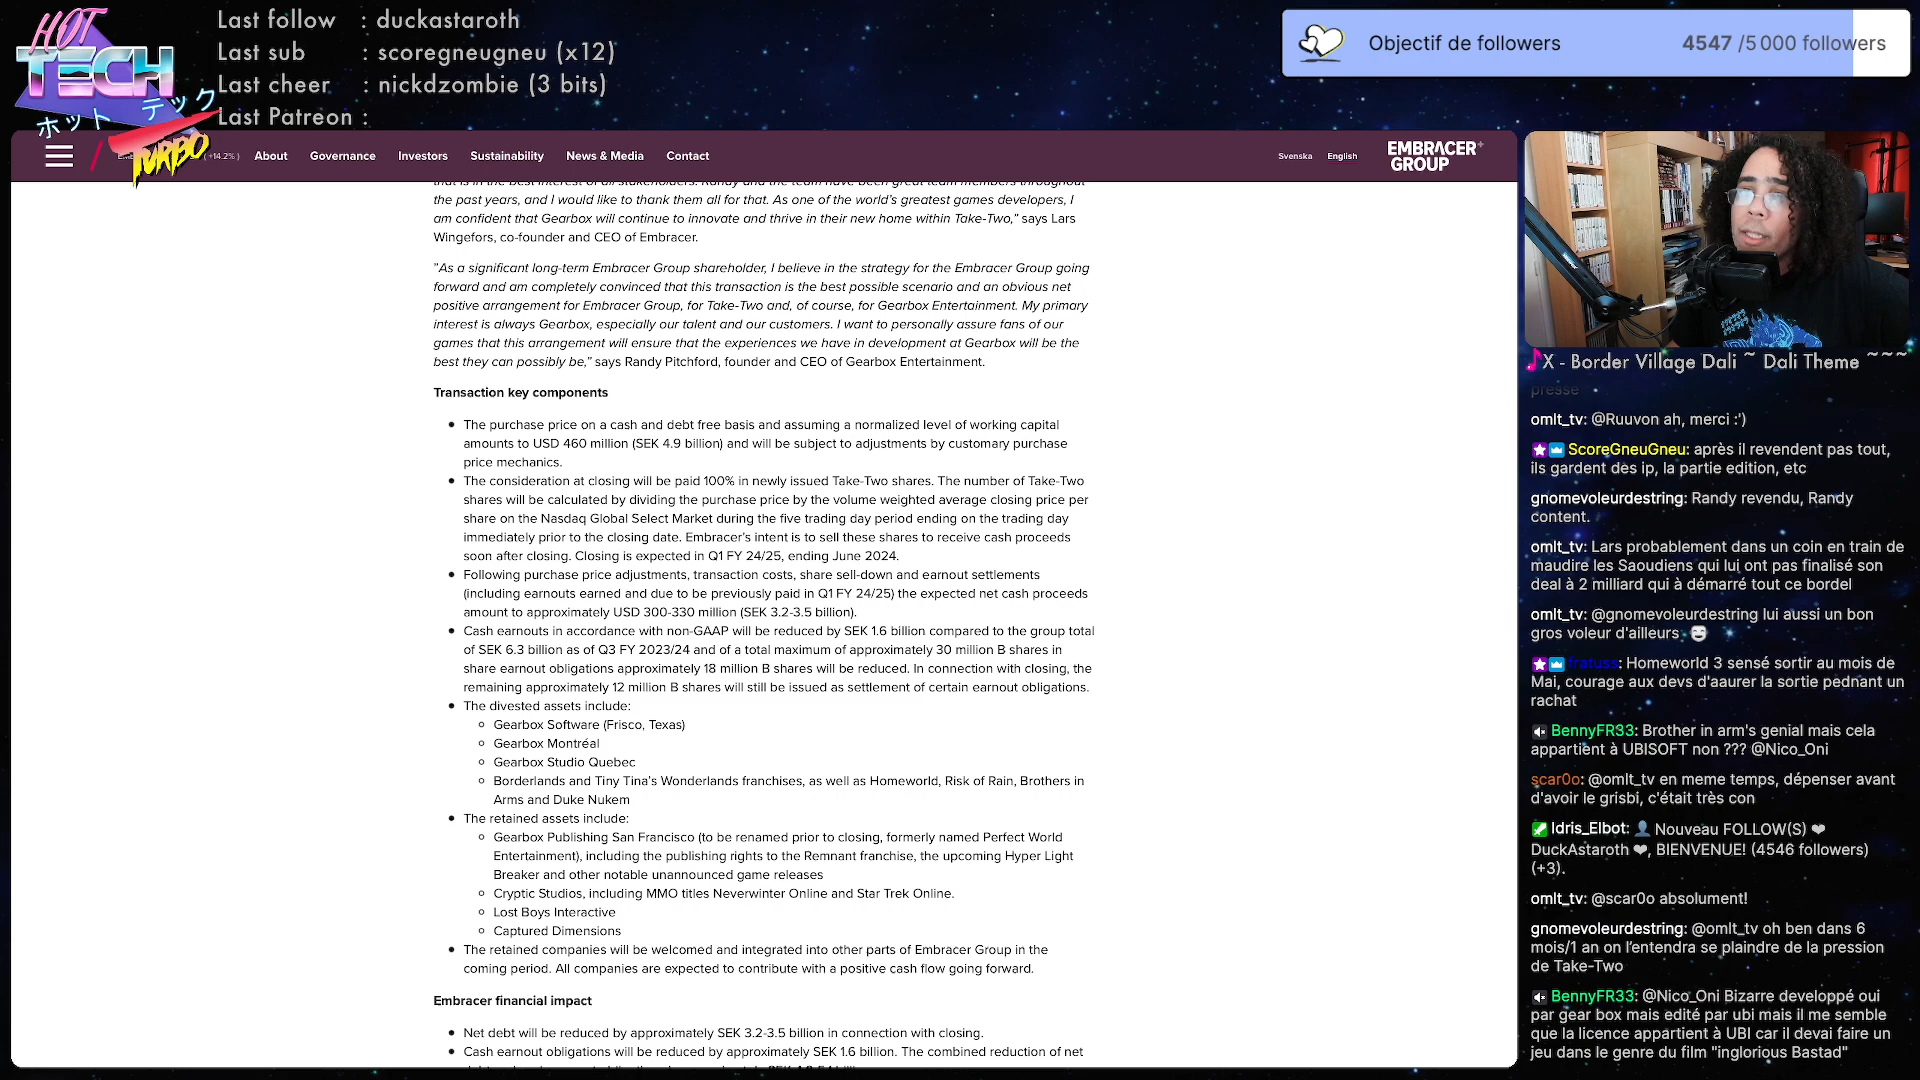 HOT
TECH
ホット テック
TURBO
Last follow : duckastaroth
Last sub : scoregneugneu (x12)
Last cheer : nickdzombie (3 bits)
Last Patreon :
Objectif de followers 4547 /5 000 followers
(+14.2%) About Governance Investors Sustainability News & Media Contact Svenska English EMBRACER GROUP
that is in the best interest of all stakeholders. Randy and the team have been great team members throughout
the past years, and I would like to thank them all for that. As one of the world's greatest games developers, I
am confident that Gearbox will continue to innovate and thrive in their new home within Take-Two," says Lars
Wingefors, co-founder and CEO of Embracer.
"As a significant long-term Embracer Group shareholder, I believe in the strategy for the Embracer Group going
forward and am completely convinced that this transaction is the best possible scenario and an obvious net
positive arrangement for Embracer Group, for Take-Two and, of course, for Gearbox Entertainment. My primary
interest is always Gearbox, especially our talent and our customers. I want to personally assure fans of our
games that this arrangement will ensure that the experiences we have in development at Gearbox will be the
best they can possibly be," says Randy Pitchford, founder and CEO of Gearbox Entertainment.
Transaction key components
The purchase price on a cash and debt free basis and assuming a normalized level of working capital
amounts to USD 460 million (SEK 4.9 billion) and will be subject to adjustments by customary purchase
price mechanics.
The consideration at closing will be paid 100% in newly issued Take-Two shares. The number of Take-Two
shares will be calculated by dividing the purchase price by the volume weighted average closing price per
share on the Nasdaq Global Select Market during the five trading day period ending on the trading day
immediately prior to the closing date. Embracer's intent is to sell these shares to receive cash proceeds
soon after closing. Closing is expected in Q1 FY 24/25, ending June 2024.
Following purchase price adjustments, transaction costs, share sell-down and earnout settlements
(including earnouts earned and due to be previously paid in Q1 FY 24/25) the expected net cash proceeds
amount to approximately USD 300-330 million (SEK 3.2-3.5 billion).
Cash earnouts in accordance with non-GAAP will be reduced by SEK 1.6 billion compared to the group total
of SEK 6.3 billion as of Q3 FY 2023/24 and of a total maximum of approximately 30 million B shares in
share earnout obligations approximately 18 million B shares will be reduced. In connection with closing, the
remaining approximately 12 million B shares will still be issued as settlement of certain earnout obligations.
The divested assets include:
Gearbox Software (Frisco, Texas)
Gearbox Montréal
Gearbox Studio Quebec
Borderlands and Tiny Tina's Wonderlands franchises, as well as Homeworld, Risk of Rain, Brothers in
Arms and Duke Nukem
The retained assets include:
Gearbox Publishing San Francisco (to be renamed prior to closing, formerly named Perfect World
Entertainment), including the publishing rights to the Remnant franchise, the upcoming Hyper Light
Breaker and other notable unannounced game releases
Cryptic Studios, including MMO titles Neverwinter Online and Star Trek Online.
Lost Boys Interactive
Captured Dimensions
The retained companies will be welcomed and integrated into other parts of Embracer Group in the
coming period. All companies are expected to contribute with a positive cash flow going forward.
Embracer financial impact
Net debt will be reduced by approximately SEK 3.2-3.5 billion in connection with closing.
Cash earnout obligations will be reduced by approximately SEK 1.6 billion. The combined reduction of net
X - Border Village Dali ~ Dali Theme ~~~
presse
omlt_tv: @Ruuvon ah, merci :')
ScoreGneuGneu: après il revendent pas tout,
ils gardent des ip, la partie edition, etc
gnomevoleurdestring: Randy revendu, Randy
content.
omlt_tv: Lars probablement dans un coin en train de
maudire les Saoudiens qui lui ont pas finalisé son
deal à 2 milliard qui à démarré tout ce bordel
omlt_tv: @gnomevoleurdestring lui aussi un bon
gros voleur d'ailleurs
fratuss: Homeworld 3 sensé sortir au mois de
Mai, courage aux devs d'aaurer la sortie pednant un
rachat
BennyFR33: Brother in arm's genial mais cela
appartient à UBISOFT non ??? @Nico_Oni
scar0o: @omlt_tv en meme temps, dépenser avant
d'avoir le grisbi, c'était très con
Idris_Elbot: 👤 Nouveau FOLLOW(S) ❤
DuckAstaroth ❤, BIENVENUE! (4546 followers)
(+3).
omlt_tv: @scar0o absolument!
gnomevoleurdestring: @omlt_tv oh ben dans 6
mois/1 an on l'entendra se plaindre de la pression
de Take-Two
BennyFR33: @Nico_Oni Bizarre developpé oui
par gear box mais edité par ubi mais il me semble
que la licence appartient à UBI car il devai faire un
jeu dans le genre du film "inglorious Bastad"